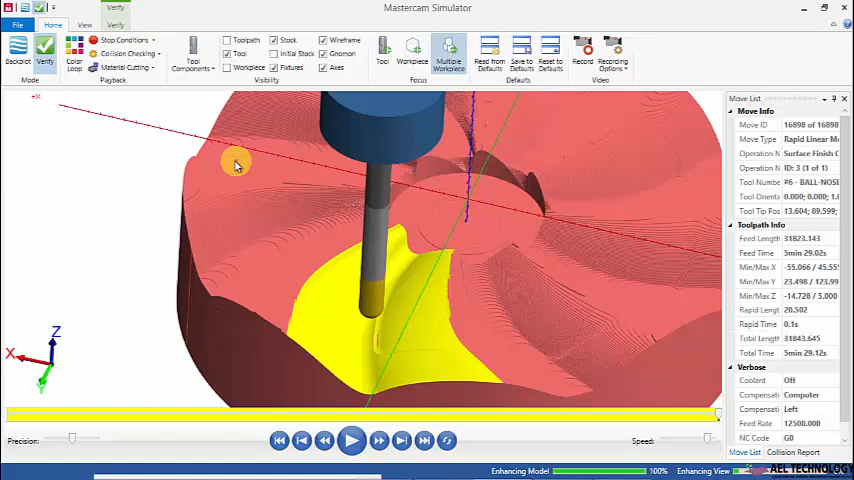 Verify
Mastercam Simulator
File
Home
View
Verify
Backplot
Verify
Mode
Color
Loop
Stop Conditions
Collision Checking
Material Cutting
Playback
Tool
Components
Toolpath
Tool
Workpiece
Stock
Initial Stock
Fixtures
Wireframe
Gnomon
Axes
Visibility
Tool
Workpiece
Multiple
Workpiece
Focus
Read from
Defaults
Save to
Defaults
Reset to
Defaults
Defaults
Record
Recording
Options
Video
+X
Z
X
Y
Move List
Move Info
Move ID 16898 of 16898
Move Type Rapid Linear M
Operation N Surface Finish C
Operation N ID: 3 (1 of 1)
Tool Number #6 - BALL-NOSE
Tool Orienta 0.000; 0.000; 1.0
Tool Tip Pos 13.604; 89.599;
Toolpath Info
Feed Length 31823.143
Feed Time 5min 29.02s
Min/Max X -55.066 / 45.555
Min/Max Y 23.498 / 123.99
Min/Max Z -14.728 / 5.000
Rapid Length 20.502
Rapid Time 0.1s
Total Length 31843.645
Total Time 5min 29.12s
Verbose
Coolant Off
Compensati Computer
Compensati Left
Feed Rate 12500.000
NC Code G0
Move List
Collision Report
Precision:
Speed:
Enhancing Model 100%
Enhancing View
AEL TECHNOLOGY